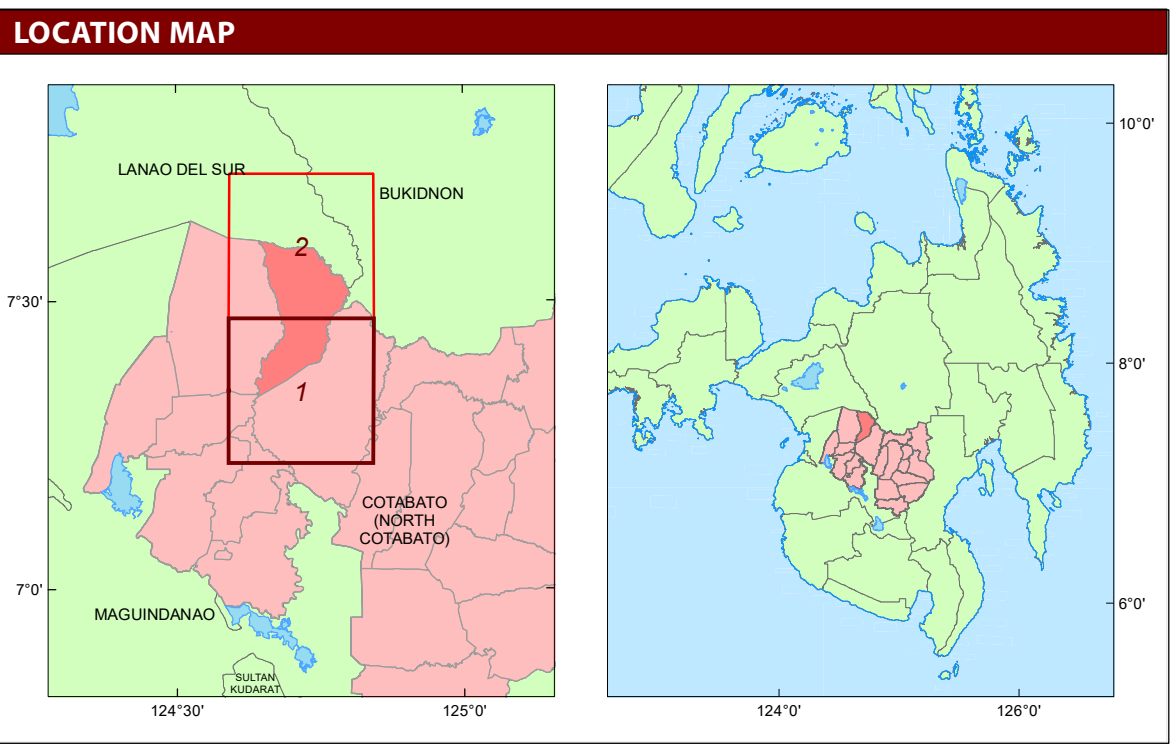 LOCATION MAP
LANAO DEL SUR
BUKIDNON
2
7°30'
1
COTABATO
(NORTH
COTABATO)
7°0'
MAGUINDANAO
SULTAN
KUDARAT
124°30'
125°0'
10°0'
8°0'
6°0'
124°0'
126°0'